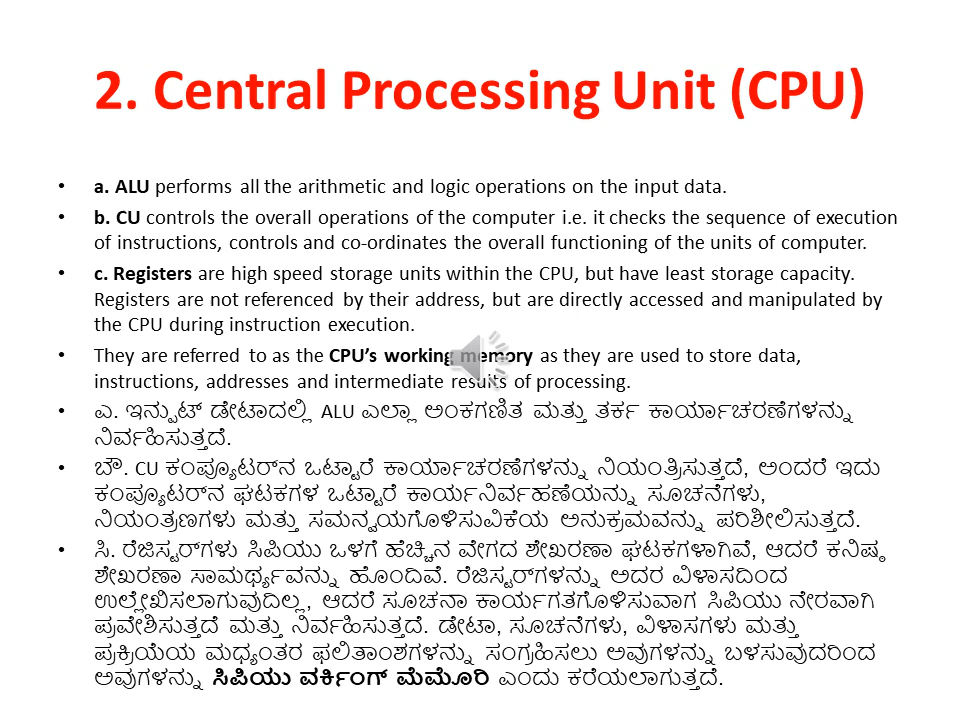 2. Central Processing Unit (CPU)
• a. ALU performs all the arithmetic and logic operations on the input data.
• b. CU controls the overall operations of the computer i.e. it checks the sequence of execution
of instructions, controls and co-ordinates the overall functioning of the units of computer.
• c. Registers are high speed storage units within the CPU, but have least storage capacity.
Registers are not referenced by their address, but are directly accessed and manipulated by
the CPU during instruction execution.
• They are referred to as the CPU’s working memory as they are used to store data,
instructions, addresses and intermediate results of processing.
• ಎ. ಇನ್ಪುಟ್ ಡೇಟಾದಲ್ಲಿ ALU ಎಲ್ಲಾ ಅಂಕಗಣಿತ ಮತ್ತು ತರ್ಕ ಕಾರ್ಯಾಚರಣೆಗಳನ್ನು
ನಿರ್ವಹಿಸುತ್ತದೆ.
• ಬೌ. CU ಕಂಪ್ಯೂಟರ್‌ನ ಒಟ್ಟಾರೆ ಕಾರ್ಯಾಚರಣೆಗಳನ್ನು ನಿಯಂತ್ರಿಸುತ್ತದೆ, ಅಂದರೆ ಇದು
ಕಂಪ್ಯೂಟರ್‌ನ ಘಟಕಗಳ ಒಟ್ಟಾರೆ ಕಾರ್ಯನಿರ್ವಹಣೆಯನ್ನು ಸೂಚನೆಗಳು,
ನಿಯಂತ್ರಣಗಳು ಮತ್ತು ಸಮನ್ವಯಗೊಳಿಸುವಿಕೆಯ ಅನುಕ್ರಮವನ್ನು ಪರಿಶೀಲಿಸುತ್ತದೆ.
• ಸಿ. ರೆಜಿಸ್ಟರ್‌ಗಳು ಸಿಪಿಯು ಒಳಗೆ ಹೆಚ್ಚಿನ ವೇಗದ ಶೇಖರಣಾ ಘಟಕಗಳಾಗಿವೆ, ಆದರೆ ಕನಿಷ್ಠ
ಶೇಖರಣಾ ಸಾಮರ್ಥ್ಯವನ್ನು ಹೊಂದಿವೆ. ರೆಜಿಸ್ಟರ್‌ಗಳನ್ನು ಅದರ ವಿಳಾಸದಿಂದ
ಉಲ್ಲೇಖಿಸಲಾಗುವುದಿಲ್ಲ, ಆದರೆ ಸೂಚನಾ ಕಾರ್ಯಗತಗೊಳಿಸುವಾಗ ಸಿಪಿಯು ನೇರವಾಗಿ
ಪ್ರವೇಶಿಸುತ್ತದೆ ಮತ್ತು ನಿರ್ವಹಿಸುತ್ತದೆ. ಡೇಟಾ, ಸೂಚನೆಗಳು, ವಿಳಾಸಗಳು ಮತ್ತು
ಪ್ರಕ್ರಿಯೆಯ ಮಧ್ಯಂತರ ಫಲಿತಾಂಶಗಳನ್ನು ಸಂಗ್ರಹಿಸಲು ಅವುಗಳನ್ನು ಬಳಸುವುದರಿಂದ
ಅವುಗಳನ್ನು ಸಿಪಿಯು ವರ್ಕಿಂಗ್ ಮೆಮೊರಿ ಎಂದು ಕರೆಯಲಾಗುತ್ತದೆ.